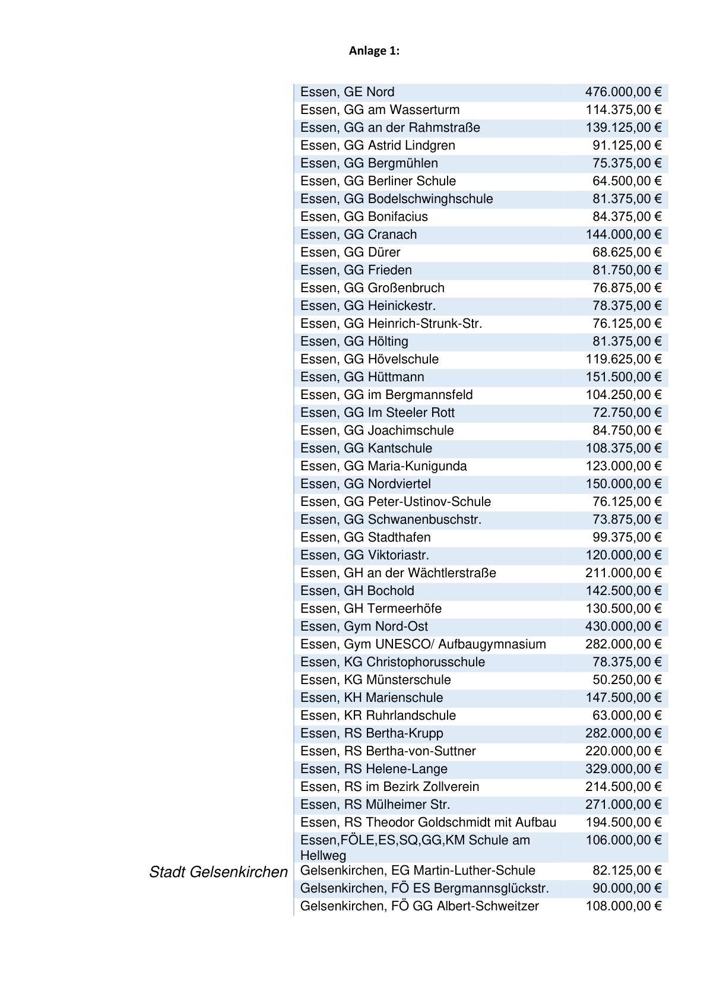 Anlage 1:
Essen, GE Nord 476.000,00 €
Essen, GG am Wasserturm 114.375,00 €
Essen, GG an der Rahmstraße 139.125,00 €
Essen, GG Astrid Lindgren 91.125,00 €
Essen, GG Bergmühlen 75.375,00 €
Essen, GG Berliner Schule 64.500,00 €
Essen, GG Bodelschwinghschule 81.375,00 €
Essen, GG Bonifacius 84.375,00 €
Essen, GG Cranach 144.000,00 €
Essen, GG Dürer 68.625,00 €
Essen, GG Frieden 81.750,00 €
Essen, GG Großenbruch 76.875,00 €
Essen, GG Heinickestr. 78.375,00 €
Essen, GG Heinrich-Strunk-Str. 76.125,00 €
Essen, GG Hölting 81.375,00 €
Essen, GG Hövelschule 119.625,00 €
Essen, GG Hüttmann 151.500,00 €
Essen, GG im Bergmannsfeld 104.250,00 €
Essen, GG Im Steeler Rott 72.750,00 €
Essen, GG Joachimschule 84.750,00 €
Essen, GG Kantschule 108.375,00 €
Essen, GG Maria-Kunigunda 123.000,00 €
Essen, GG Nordviertel 150.000,00 €
Essen, GG Peter-Ustinov-Schule 76.125,00 €
Essen, GG Schwanenbuschstr. 73.875,00 €
Essen, GG Stadthafen 99.375,00 €
Essen, GG Viktoriastr. 120.000,00 €
Essen, GH an der Wächtlerstraße 211.000,00 €
Essen, GH Bochold 142.500,00 €
Essen, GH Termeerhöfe 130.500,00 €
Essen, Gym Nord-Ost 430.000,00 €
Essen, Gym UNESCO/ Aufbaugymnasium 282.000,00 €
Essen, KG Christophorusschule 78.375,00 €
Essen, KG Münsterschule 50.250,00 €
Essen, KH Marienschule 147.500,00 €
Essen, KR Ruhrlandschule 63.000,00 €
Essen, RS Bertha-Krupp 282.000,00 €
Essen, RS Bertha-von-Suttner 220.000,00 €
Essen, RS Helene-Lange 329.000,00 €
Essen, RS im Bezirk Zollverein 214.500,00 €
Essen, RS Mülheimer Str. 271.000,00 €
Essen, RS Theodor Goldschmidt mit Aufbau 194.500,00 €
Essen,FÖLE,ES,SQ,GG,KM Schule am 106.000,00 €
Hellweg
Stadt Gelsenkirchen Gelsenkirchen, EG Martin-Luther-Schule 82.125,00 €
Gelsenkirchen, FÖ ES Bergmannsglückstr. 90.000,00 €
Gelsenkirchen, FÖ GG Albert-Schweitzer 108.000,00 €